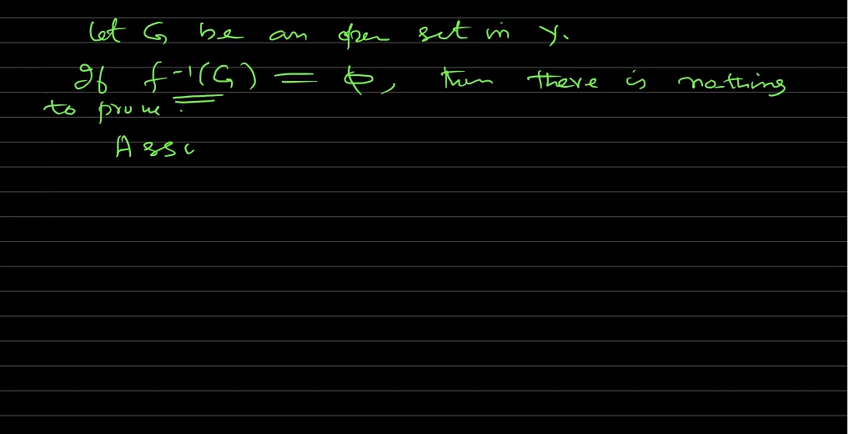 Let G be an open set in Y.
If f⁻¹(G) = ϕ, then there is nothing
to prove.
Assu